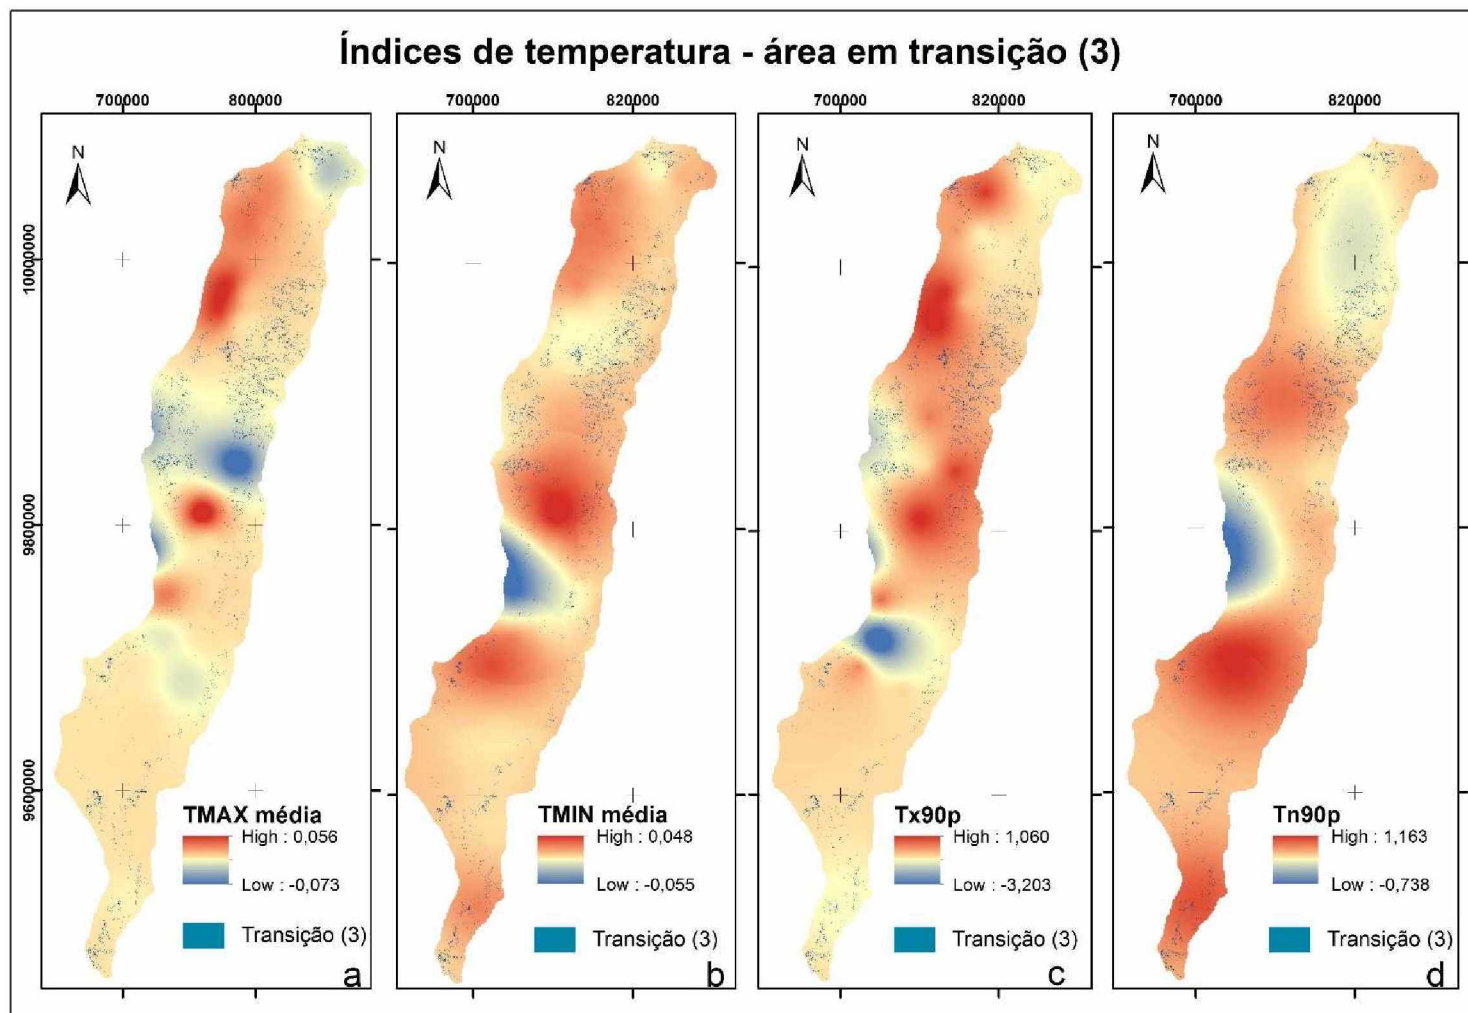 Índices de temperatura - área em transição (3)
700000 800000
700000 820000
700000 820000
700000 820000
N
N
N
N
10000000
9800000
9600000
TMAX média
High : 0,056
Low : -0,073
Transição (3)
a
TMIN média
High : 0,048
Low : -0,055
Transição (3)
b
Tx90p
High : 1,060
Low : -3,203
Transição (3)
c
Tn90p
High : 1,163
Low : -0,738
Transição (3)
d